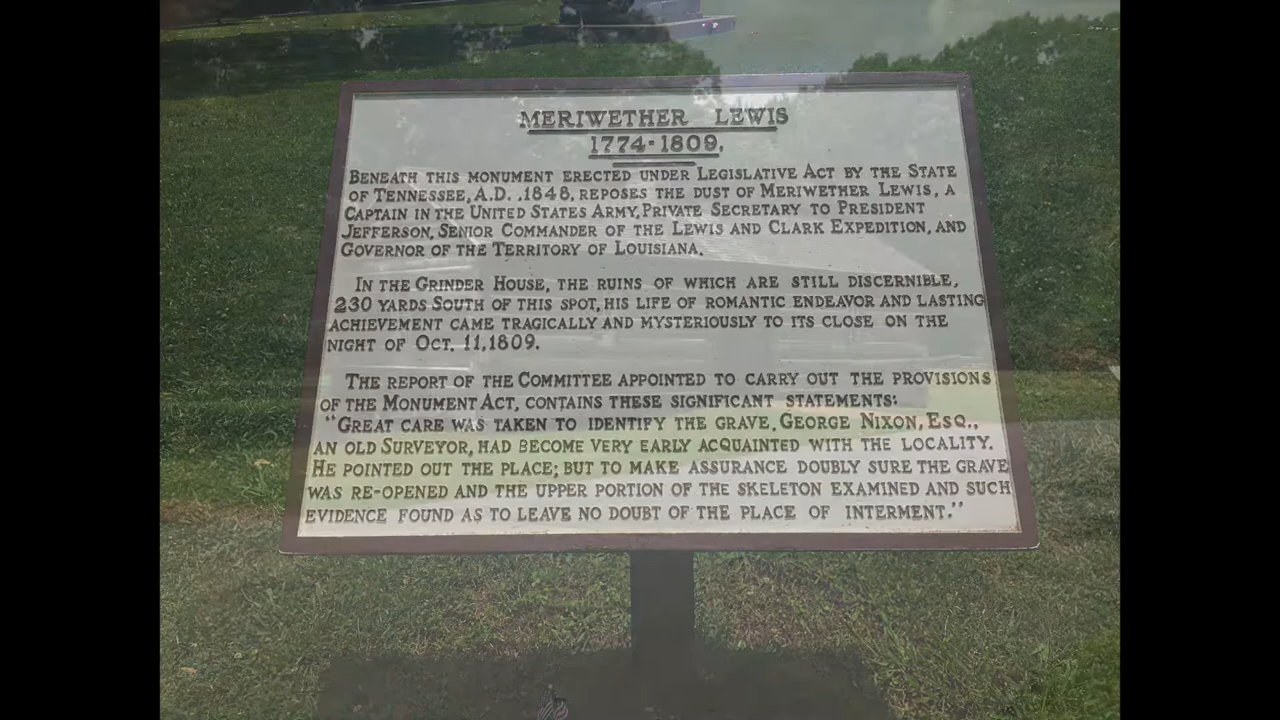 MERIWETHER LEWIS
1774-1809.
BENEATH THIS MONUMENT ERECTED UNDER LEGISLATIVE ACT BY THE STATE
OF TENNESSEE, A.D. .1848, REPOSES THE DUST OF MERIWETHER LEWIS, A
CAPTAIN IN THE UNITED STATES ARMY, PRIVATE SECRETARY TO PRESIDENT
JEFFERSON, SENIOR COMMANDER OF THE LEWIS AND CLARK EXPEDITION, AND
GOVERNOR OF THE TERRITORY OF LOUISIANA.
IN THE GRINDER HOUSE, THE RUINS OF WHICH ARE STILL DISCERNIBLE,
230 YARDS SOUTH OF THIS SPOT, HIS LIFE OF ROMANTIC ENDEAVOR AND LASTING
ACHIEVEMENT CAME TRAGICALLY AND MYSTERIOUSLY TO ITS CLOSE ON THE
NIGHT OF OCT. 11, 1809.
THE REPORT OF THE COMMITTEE APPOINTED TO CARRY OUT THE PROVISIONS
OF THE MONUMENT ACT, CONTAINS THESE SIGNIFICANT STATEMENTS:
"GREAT CARE WAS TAKEN TO IDENTIFY THE GRAVE. GEORGE NIXON, ESQ.,
AN OLD SURVEYOR, HAD BECOME VERY EARLY ACQUAINTED WITH THE LOCALITY.
HE POINTED OUT THE PLACE; BUT TO MAKE ASSURANCE DOUBLY SURE THE GRAVE
WAS RE-OPENED AND THE UPPER PORTION OF THE SKELETON EXAMINED AND SUCH
EVIDENCE FOUND AS TO LEAVE NO DOUBT OF THE PLACE OF INTERMENT."